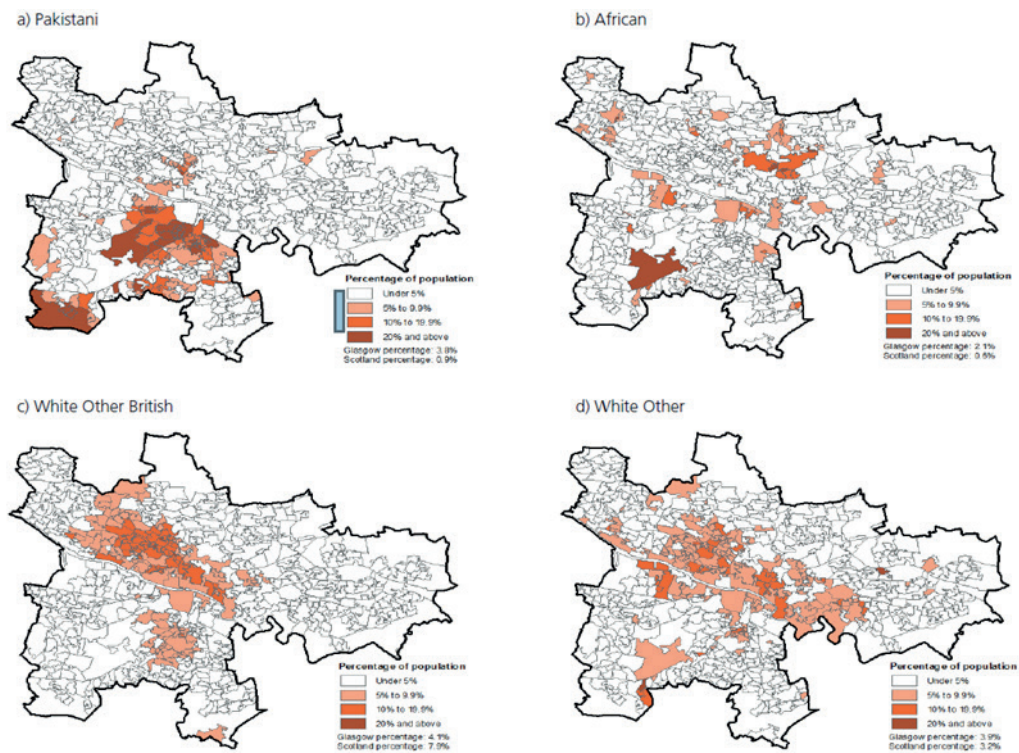 a) Pakistani
b) African
Percentage of population
Under 5%
5% to 9.9%
10% to 19.9%
20% and above
Glasgow percentage: 3.8%
Scotland percentage: 0.9%
Percentage of population
Under 5%
5% to 9.9%
10% to 19.9%
20% and above
Glasgow percentage: 2.1%
Scotland percentage: 0.6%
c) White Other British
d) White Other
Percentage of population
Under 5%
5% to 9.9%
10% to 19.9%
20% and above
Glasgow percentage: 4.1%
Scotland percentage: 7.9%
Percentage of population
Under 5%
5% to 9.9%
10% to 19.9%
20% and above
Glasgow percentage: 3.9%
Scotland percentage: 3.2%